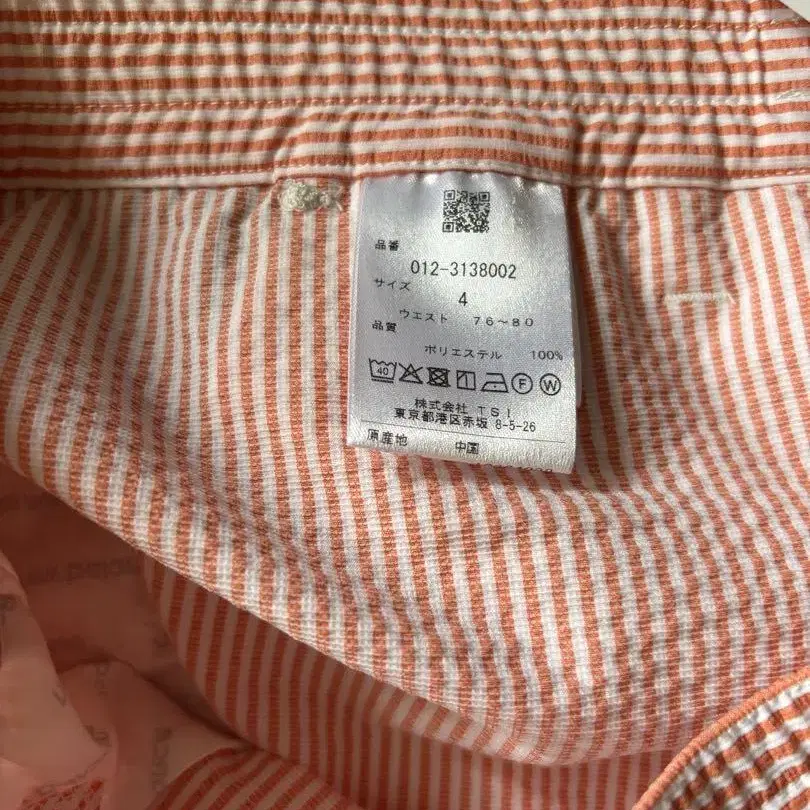 品番
012-3138002
サイズ
4
ウエスト 76~80
品質
ポリエステル 100%
40
F W
株式会社 TSI
東京都港区赤坂 8-5-26
原産地 中国